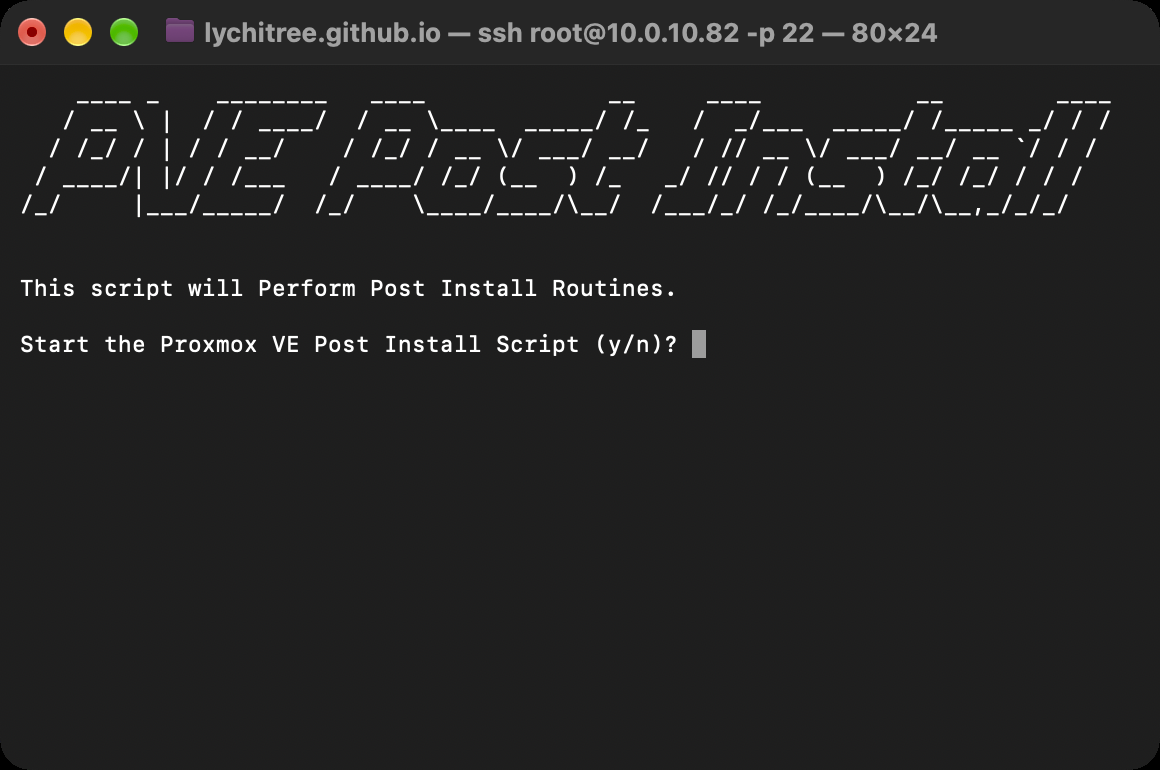 lychitree.github.io — ssh root@10.0.10.82 -p 22 — 80×24
PVE Post Install
This script will Perform Post Install Routines.
Start the Proxmox VE Post Install Script (y/n)?